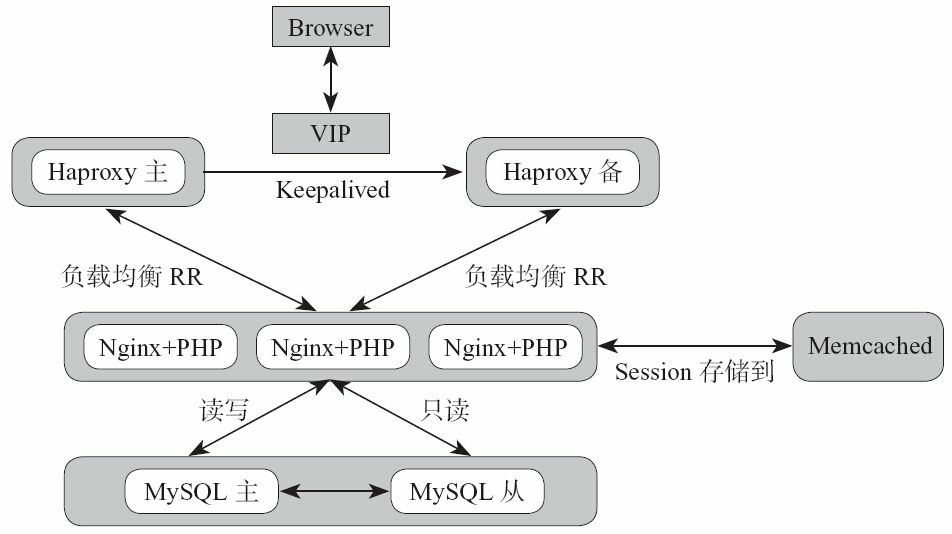 Browser
VIP
Haproxy 主
Keepalived
Haproxy 备
负载均衡 RR
负载均衡 RR
Nginx+PHP
Nginx+PHP
Nginx+PHP
Session 存储到
Memcached
读写
只读
MySQL 主
MySQL 从